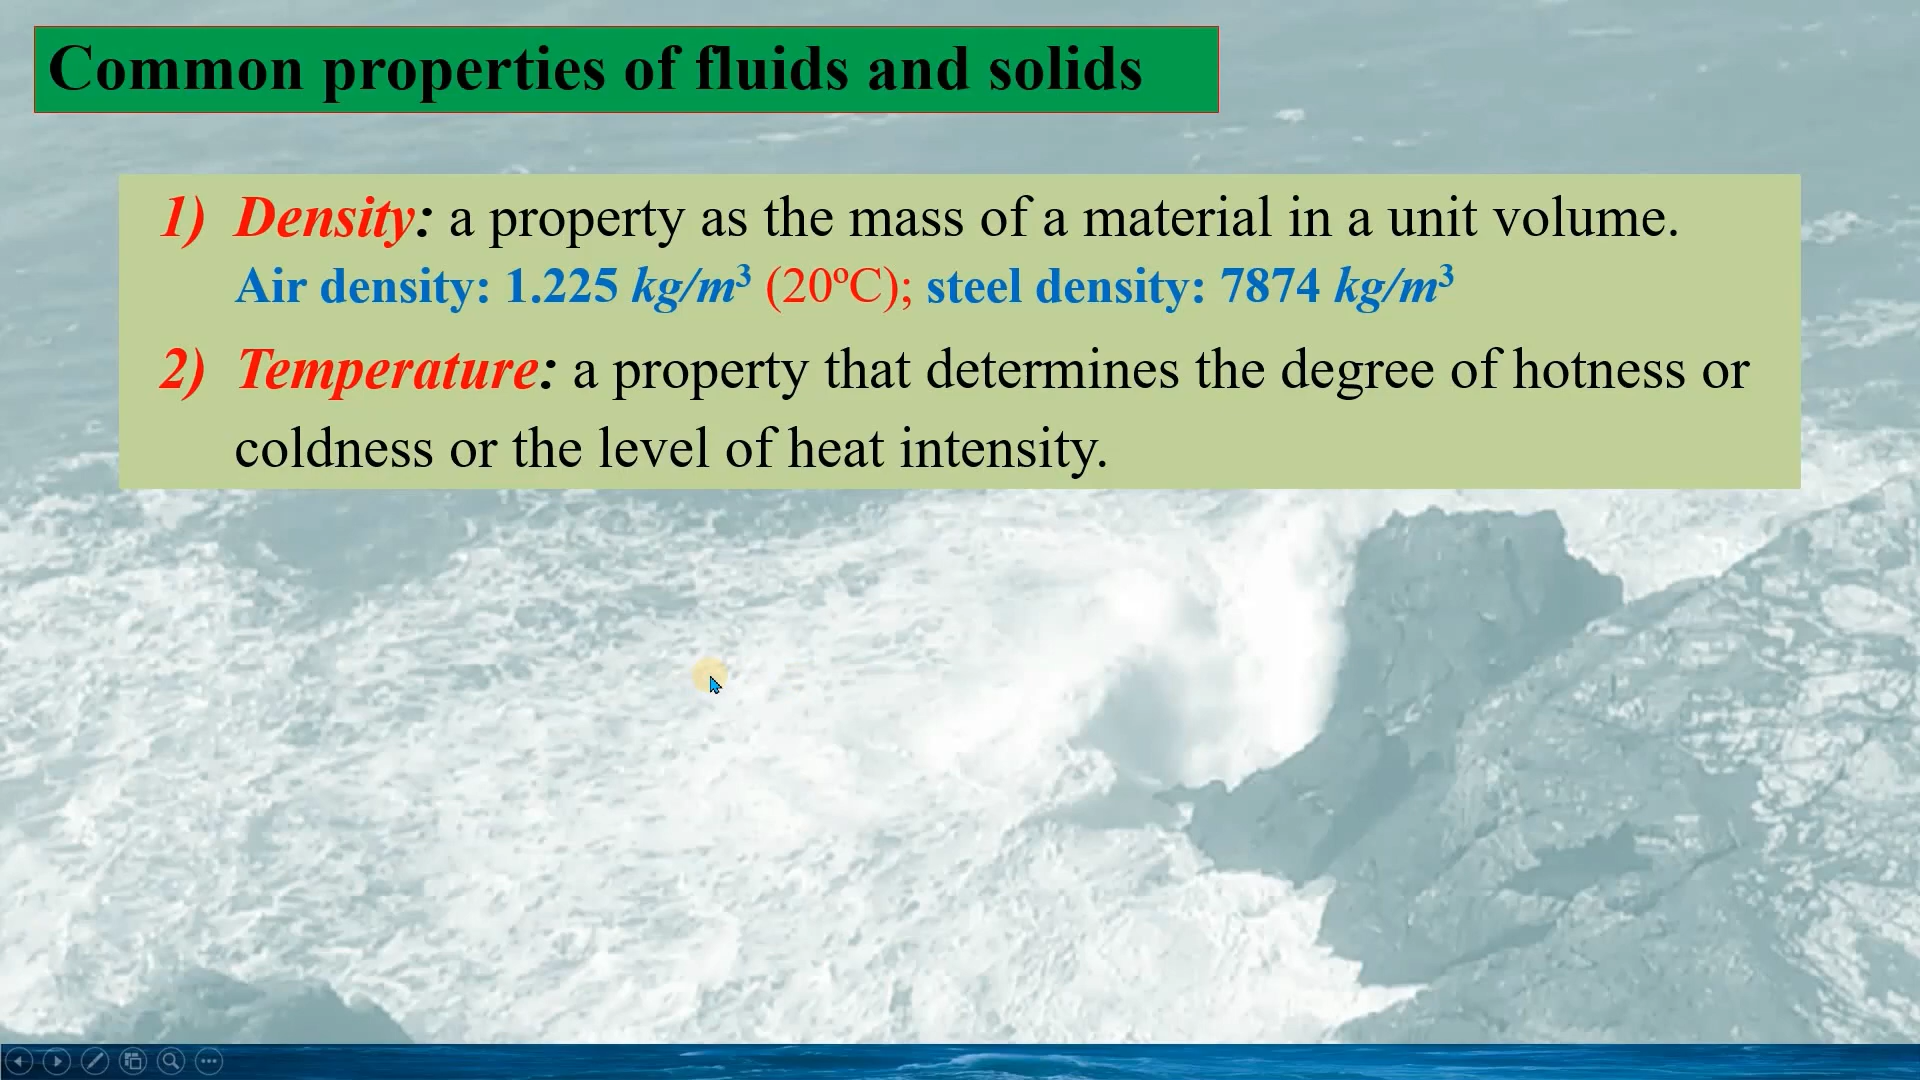 Common properties of fluids and solids
1) Density: a property as the mass of a material in a unit volume.
Air density: 1.225 kg/m³ (20ºC); steel density: 7874 kg/m³
2) Temperature: a property that determines the degree of hotness or
coldness or the level of heat intensity.